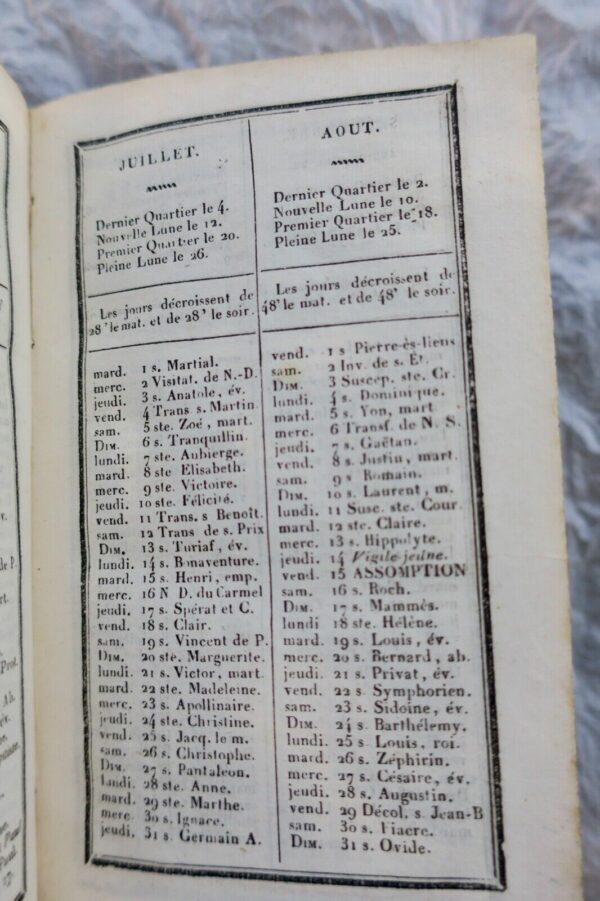 JUILLET.
Dernier Quartier le 4.
Nouvelle Lune le 12.
Premier Quartier le 20.
Pleine Lune le 26.
Les jours décroissent de
28' le mat. et de 28' le soir.
mard. 1 s. Martial.
merc. 2 Visitat. de N.-D.
jeudi. 3 s. Anatole, év.
vend. 4 Trans s. Martin
sam. 5 ste. Zoé, mart.
DIM. 6 s. Tranquillin.
lundi. 7 ste. Aubierge.
mard. 8 ste Elisabeth.
merc. 9 ste. Victoire.
jeudi. 10 ste. Félicité.
vend. 11 Trans. s Benoît.
sam. 12 Trans de s. Prix
DIM. 13 s. Turiaf, év.
lundi. 14 s. Bonaventure.
mard. 15 s. Henri, emp.
merc. 16 N D. du Carmel
jeudi. 17 s. Spérat et C.
vend. 18 s. Clair.
sam. 19 s. Vincent de P.
DIM. 20 ste. Marguerite.
lundi. 21 s. Victor, mart.
mard. 22 ste. Madeleine.
merc. 23 s. Apollinaire.
jeudi. 24 ste. Christine.
vend. 25 s. Jacq. le m.
sam. 26 s. Christophe.
DIM. 27 s. Pantaleon.
lundi. 28 ste. Anne.
mard. 29 ste. Marthe.
merc. 30 s. Ignace.
jeudi. 31 s. Germain A.
AOUT.
Dernier Quartier le 2.
Nouvelle Lune le 10.
Premier Quartier le 18.
Pleine Lune le 25.
Les jours décroissent de
48' le mat. et de 48' le soir.
vend. 1 s Pierre-ès-liens
sam. 2 Inv. de s. Et.
DIM. 3 Suscep. ste. Cr.
lundi. 4 s. Dominique.
mard. 5 s. Yon, mart
merc. 6 Transf. de N. S.
jeudi. 7 s. Gaëtan.
vend. 8 s. Justin, mart.
sam. 9 s Romain.
DIM. 10 s. Laurent, m.
lundi. 11 Susc. ste. Cour.
mard. 12 ste. Claire.
merc. 13 s. Hippolyte.
jeudi. 14 Vigile-jeûne.
vend. 15 ASSOMPTION
sam. 16 s. Roch.
DIM. 17 s. Mammés.
lundi 18 ste. Hélène.
mard. 19 s. Louis, év.
merc. 20 s. Bernard, ab.
jeudi. 21 s. Privat, év.
vend. 22 s Symphorien.
sam. 23 s. Sidoine, év.
DIM. 24 s. Barthélemy.
lundi. 25 s. Louis, roi.
mard. 26 s. Zéphirin.
merc. 27 s. Césaire, év.
jeudi. 28 s. Augustin.
vend. 29 Décol. s. Jean-B
sam. 30 s. Fiacre.
DIM. 31 s. Ovide.